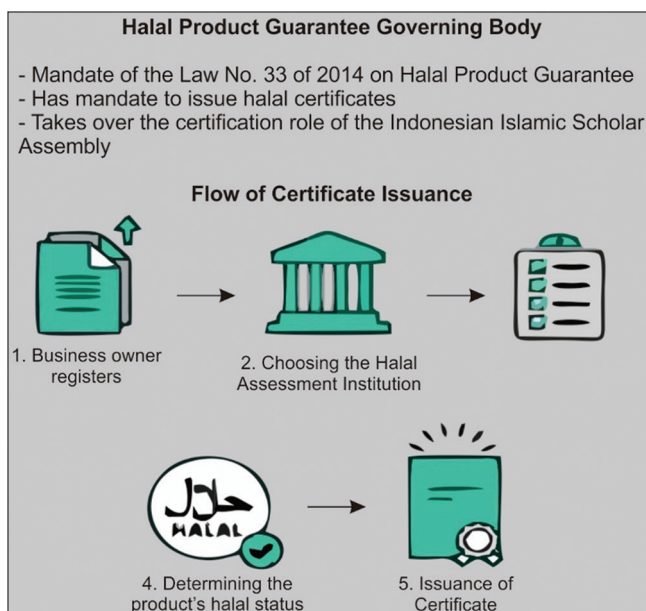 Halal Product Guarantee Governing Body
- Mandate of the Law No. 33 of 2014 on Halal Product Guarantee
- Has mandate to issue halal certificates
- Takes over the certification role of the Indonesian Islamic Scholar
Assembly
Flow of Certificate Issuance
1. Business owner
registers
2. Choosing the Halal
Assessment Institution
حلال
HALAL
4. Determining the
product's halal status
5. Issuance of
Certificate